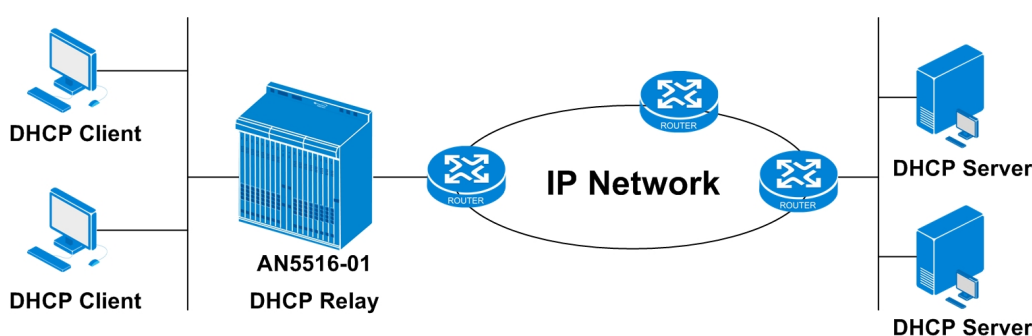 DHCP Client
DHCP Client
AN5516-01
DHCP Relay
ROUTER
ROUTER
IP Network
ROUTER
DHCP Server
DHCP Server